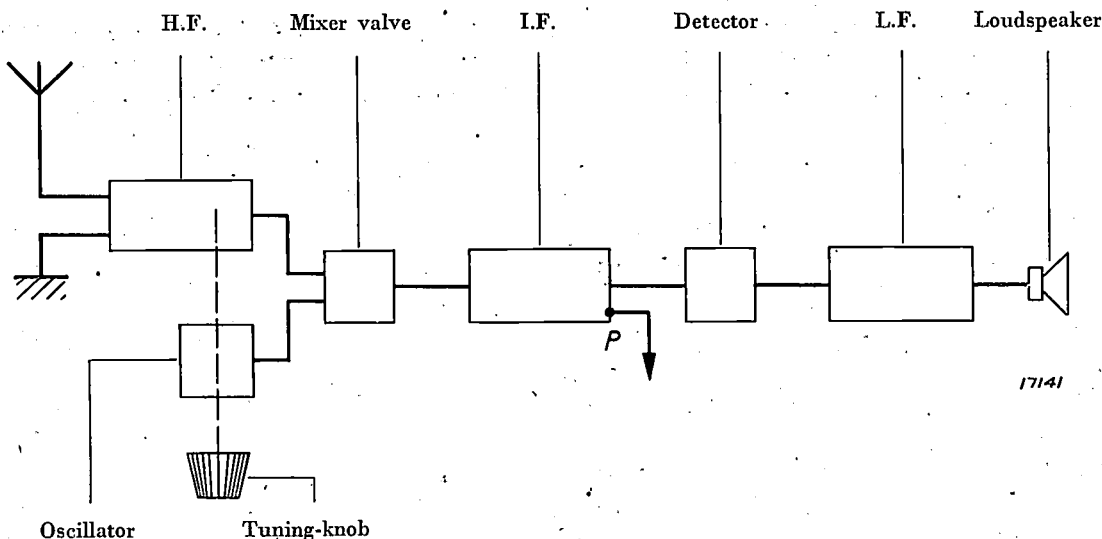 H.F. Mixer valve I.F. Detector L.F. Loudspeaker
P
17141
Oscillator Tuning-knob